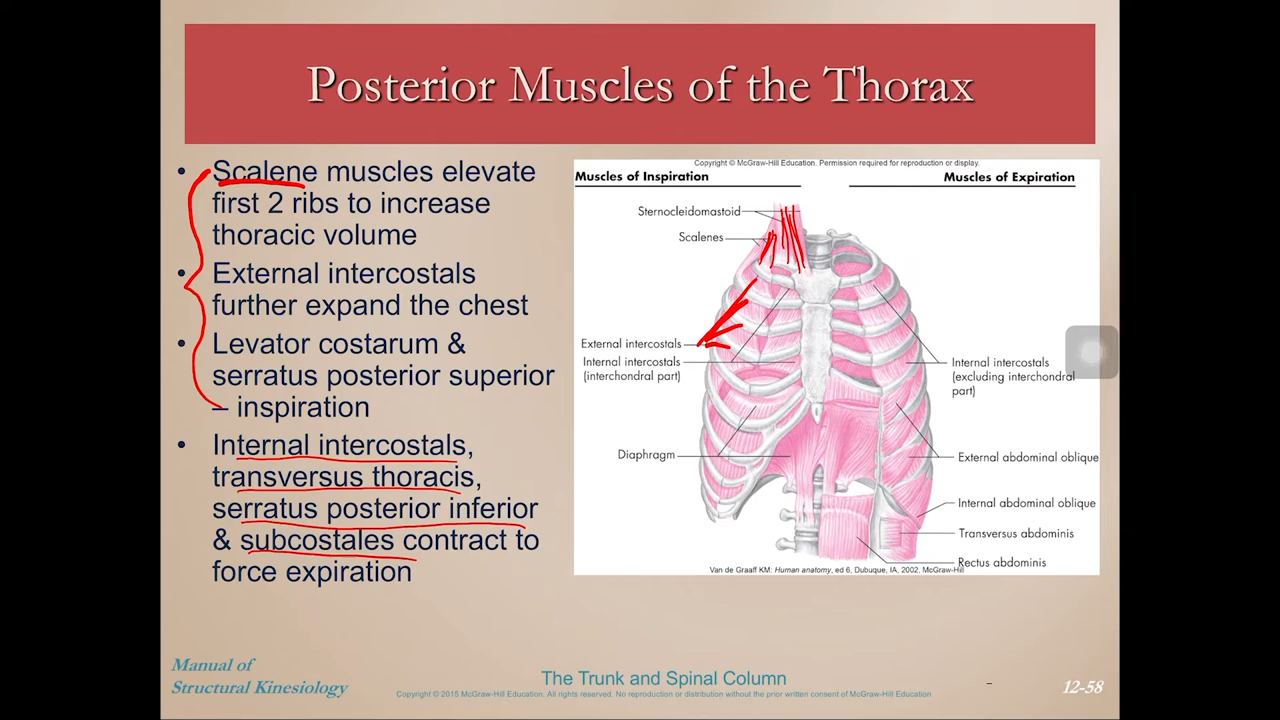 Posterior Muscles of the Thorax
• Scalene muscles elevate
first 2 ribs to increase
thoracic volume
• External intercostals
further expand the chest
• Levator costarum &
serratus posterior superior
– inspiration
• Internal intercostals,
transversus thoracis,
serratus posterior inferior
& subcostales contract to
force expiration
Copyright © McGraw-Hill Education. Permission required for reproduction or display.
Muscles of Inspiration
Muscles of Expiration
Sternocleidomastoid
Scalenes
External intercostals
Internal intercostals
(interchondral part)
Diaphragm
Internal intercostals
(excluding interchondral
part)
External abdominal oblique
Internal abdominal oblique
Transversus abdominis
Rectus abdominis
Van de Graaff KM: Human anatomy, ed 6, Dubuque, IA, 2002, McGraw-Hill
Manual of
Structural Kinesiology
The Trunk and Spinal Column
Copyright © 2015 McGraw-Hill Education. All rights reserved. No reproduction or distribution without the prior written consent of McGraw-Hill Education
12-58